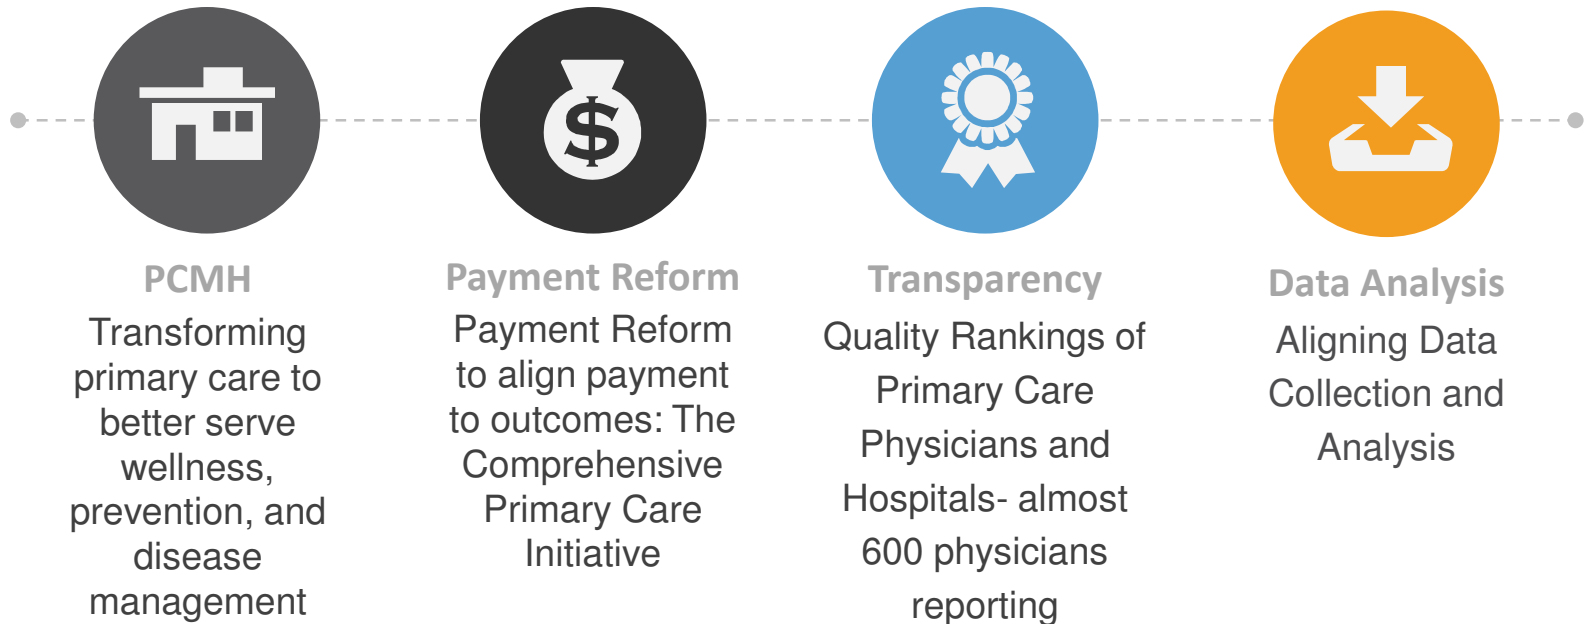 PCMH
Transforming
primary care to
better serve
wellness,
prevention, and
disease
management
Payment Reform
Payment Reform
to align payment
to outcomes: The
Comprehensive
Primary Care
Initiative
Transparency
Quality Rankings of
Primary Care
Physicians and
Hospitals- almost
600 physicians
reporting
Data Analysis
Aligning Data
Collection and
Analysis
$